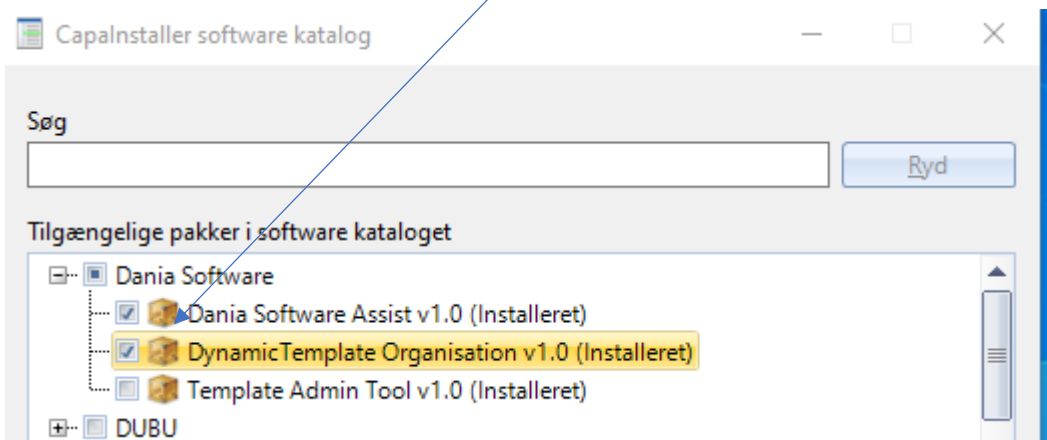 CapaInstaller software katalog
Søg
Ryd
Tilgængelige pakker i software kataloget
Dania Software
Dania Software Assist v1.0 (Installeret)
DynamicTemplate Organisation v1.0 (Installeret)
Template Admin Tool v1.0 (Installeret)
DUBU